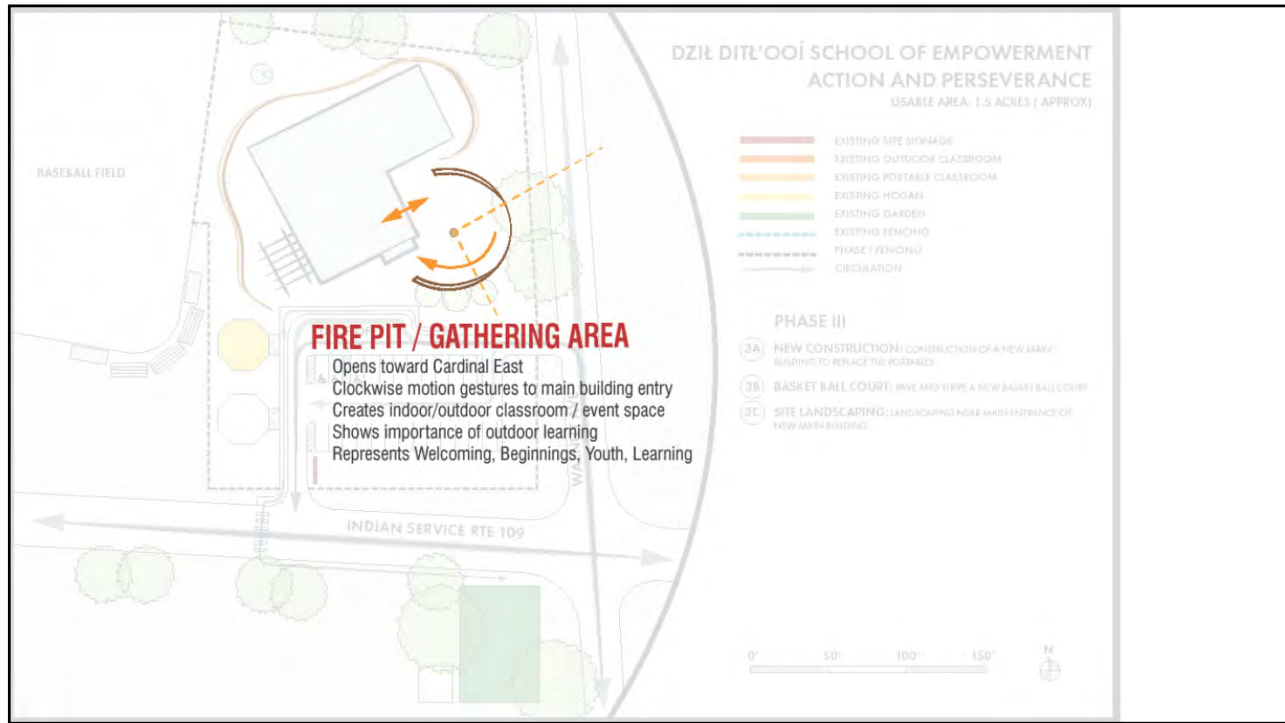 DZIŁ DITŁ'OOÍ SCHOOL OF EMPOWERMENT
ACTION AND PERSEVERANCE
USABLE AREA: 1.5 ACRES ( APPROX)
EXISTING SITE SIGNAGE
EXISTING OUTDOOR CLASSROOM
EXISTING PORTABLE CLASSROOM
EXISTING HOGAN
EXISTING GARDEN
EXISTING FENCING
PHASE I FENCING
CIRCULATION
BASEBALL FIELD
FIRE PIT / GATHERING AREA
Opens toward Cardinal East
Clockwise motion gestures to main building entry
Creates indoor/outdoor classroom / event space
Shows importance of outdoor learning
Represents Welcoming, Beginnings, Youth, Learning
INDIAN SERVICE RTE 109
PHASE III
3A NEW CONSTRUCTION: CONSTRUCTION OF A NEW MAIN
BUILDING TO REPLACE THE PORTABLES
3B BASKET BALL COURT: PAVE AND STRIPE A NEW BASKET BALL COURT
3C SITE LANDSCAPING: LANDSCAPING NEAR MAIN ENTRANCE OF
NEW MAIN BUILDING
0' 50' 100' 150'
N